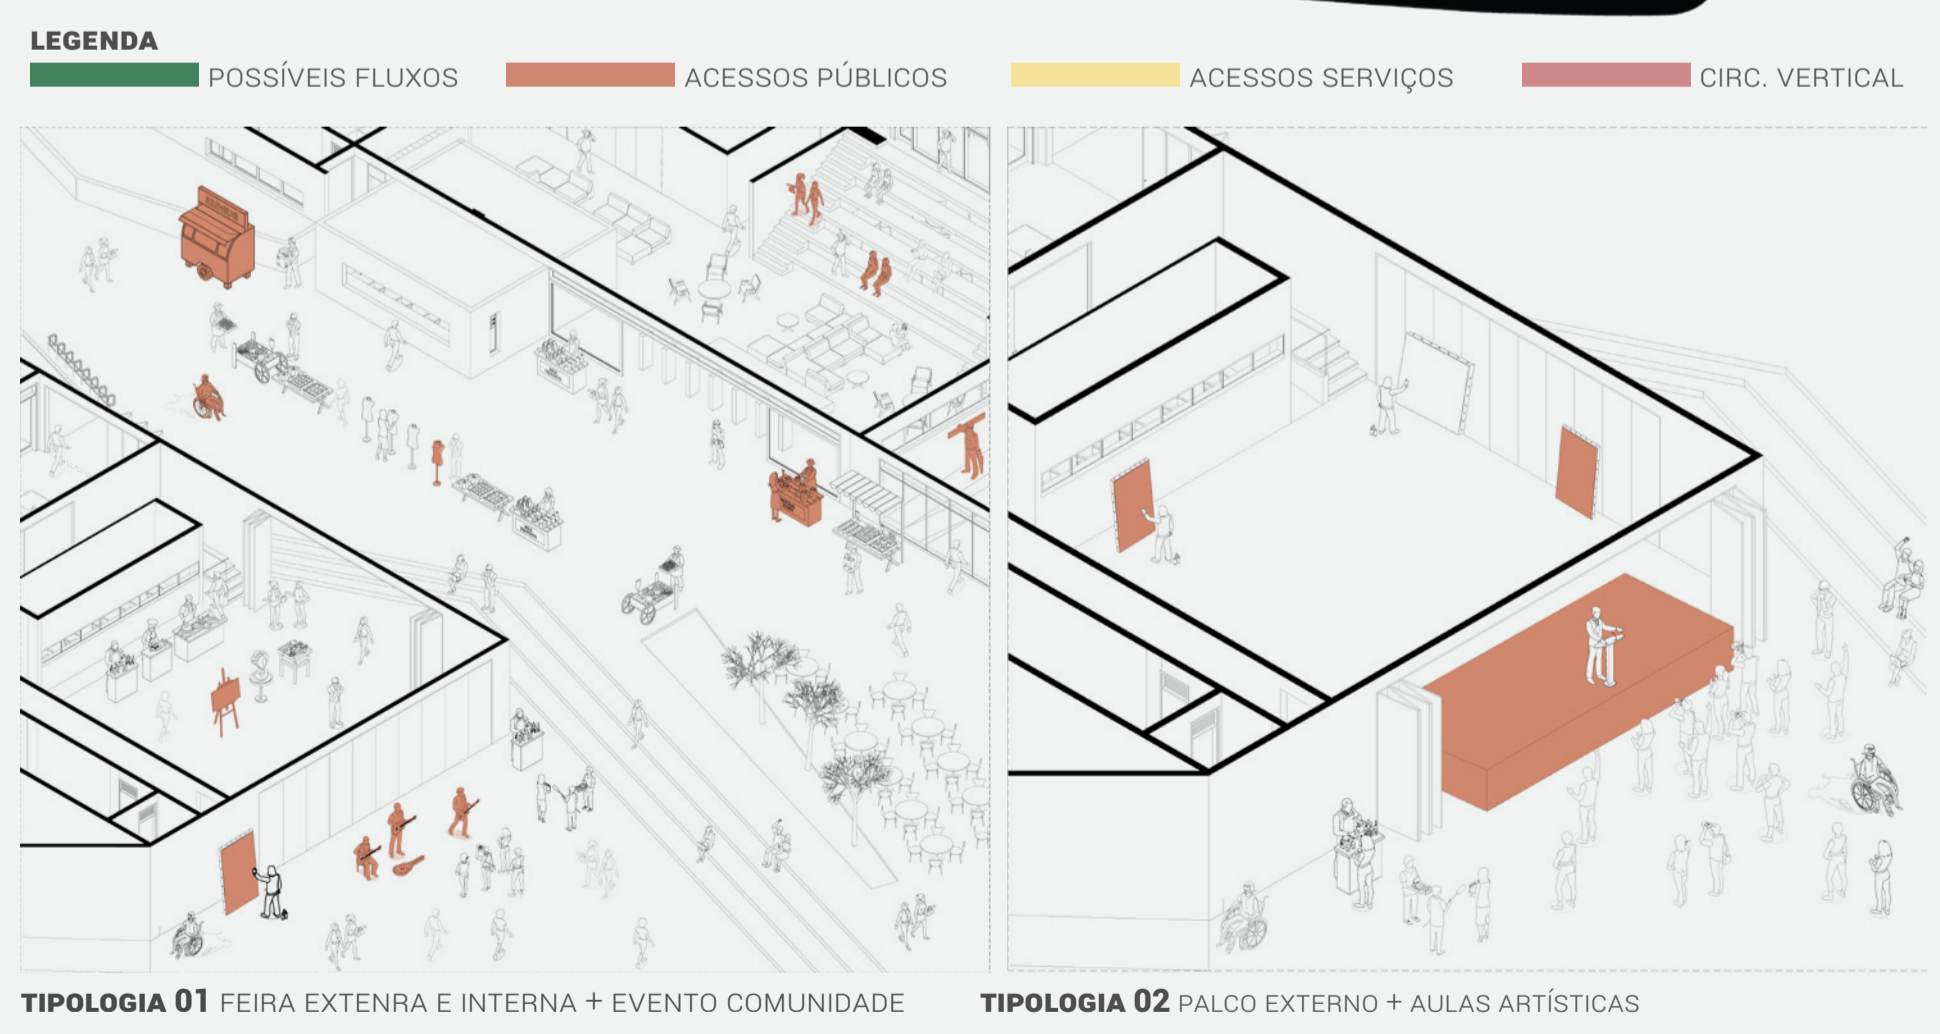 LEGENDA
POSSÍVEIS FLUXOS ACESSOS PÚBLICOS ACESSOS SERVIÇOS CIRC. VERTICAL
TIPOLOGIA 01 FEIRA EXTENRA E INTERNA + EVENTO COMUNIDADE
TIPOLOGIA 02 PALCO EXTERNO + AULAS ARTÍSTICAS